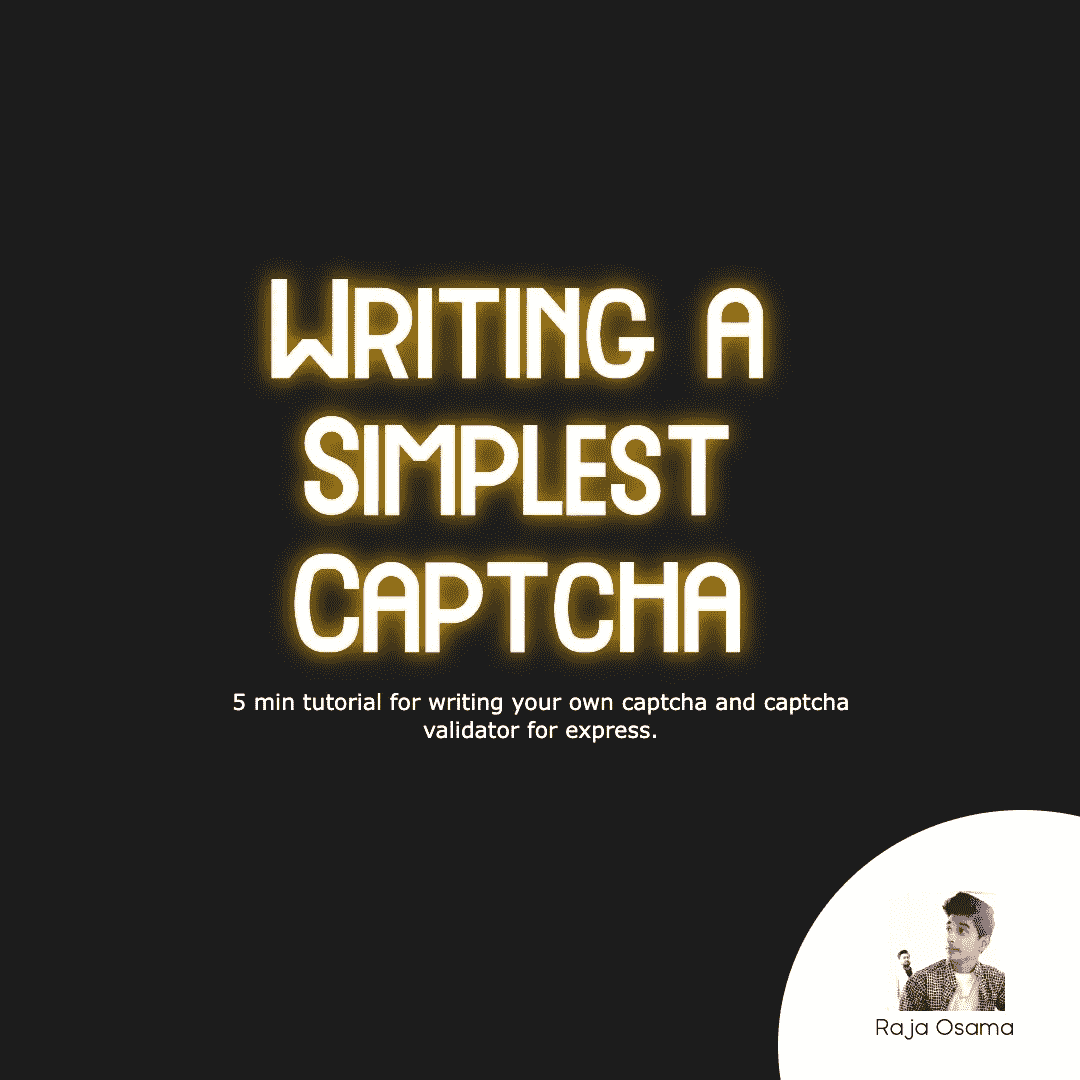 Writing a
Simplest
Captcha
5 min tutorial for writing your own captcha and captcha
validator for express.
Raja Osama